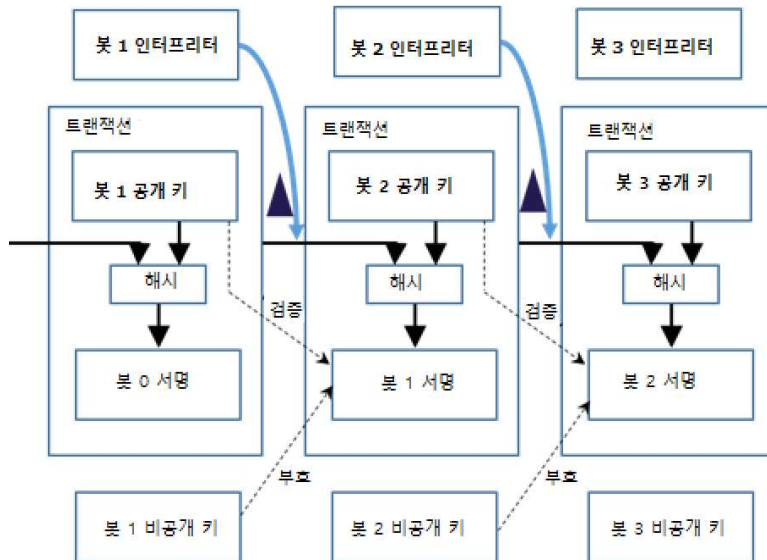 봇 1 인터프리터
봇 2 인터프리터
봇 3 인터프리터
트랜잭션
봇 1 공개 키
해시
검증
봇 0 서명
트랜잭션
봇 2 공개 키
해시
검증
봇 1 서명
트랜잭션
봇 3 공개 키
해시
봇 2 서명
부호
부호
봇 1 비공개 키
봇 2 비공개 키
봇 3 비공개 키